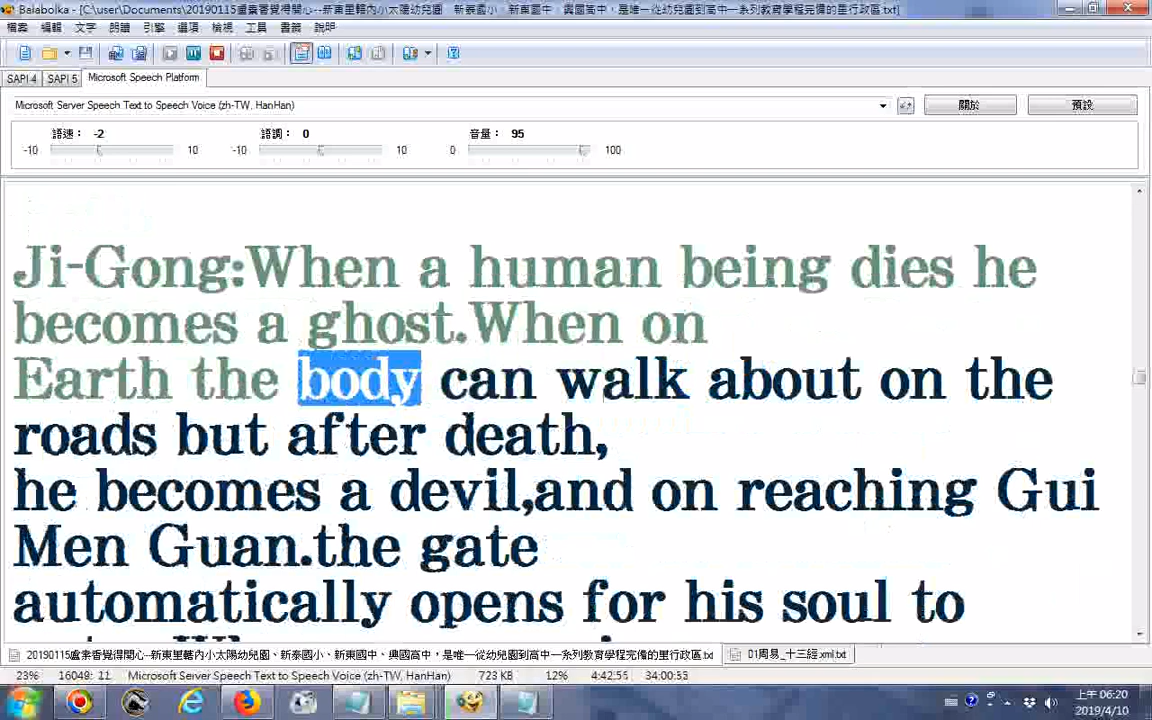 Balabolka - [C:\user\Documents\20190115盧彙香覺得開心--新東里轄內小太陽幼兒園、新泰國小、新東國中、興國高中，是唯一從幼兒園到高中一系列教育學程完備的里行政區.txt]
檔案 編輯 文字 朗讀 引擎 選項 檢視 工具 書籤 說明
SAPI 4 SAPI 5 Microsoft Speech Platform
Microsoft Server Speech Text to Speech Voice (zh-TW, HanHan) 關於 預設
語速： -2 語調： 0 音量： 95
-10 10 -10 10 0 100
Ji-Gong:When a human being dies he
becomes a ghost.When on
Earth the body can walk about on the
roads but after death,
he becomes a devil,and on reaching Gui
Men Guan.the gate
automatically opens for his soul to
20190115盧彙香覺得開心--新東里轄內小太陽幼兒園、新泰國小、新東國中、興國高中，是唯一從幼兒園到高中一系列教育學程完備的里行政區.txt 01周易_十三經.xml.txt
23% 16049: 11 Microsoft Server Speech Text to Speech Voice (zh-TW, HanHan) 723 KB 12% 4:42:55 34:00:53
上午 06:20
2019/4/10